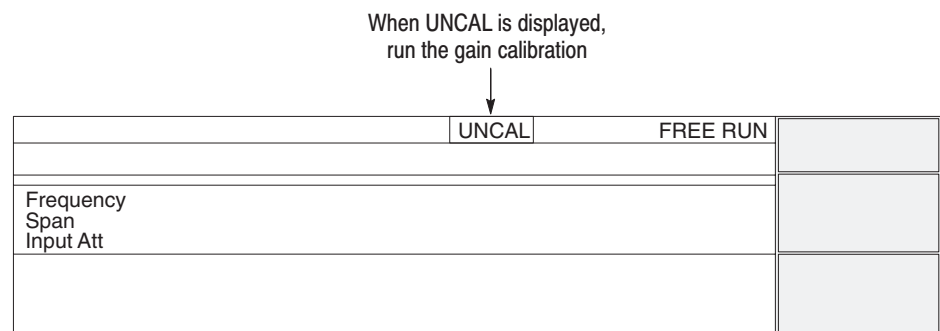 When UNCAL is displayed,
run the gain calibration
UNCAL FREE RUN
Frequency
Span
Input Att